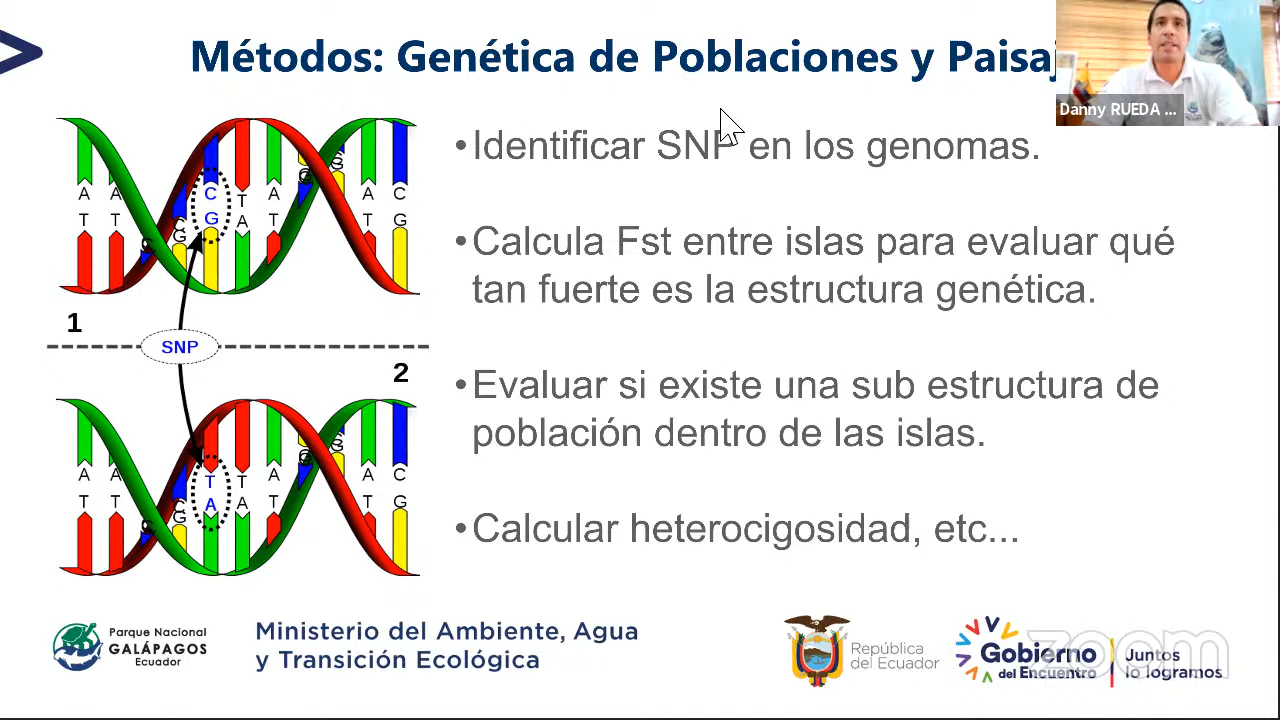 Métodos: Genética de Poblaciones y Paisaj
Danny RUEDA ...
•Identificar SNP en los genomas.
•Calcula Fst entre islas para evaluar qué
tan fuerte es la estructura genética.
•Evaluar si existe una sub estructura de
población dentro de las islas.
•Calcular heterocigosidad, etc...
A A C G C T A A C
T T G G A T T G
1
SNP
2
A A C T T A A C
T T G A A T T G
Parque Nacional
GALÁPAGOS
Ecuador
Ministerio del Ambiente, Agua
y Transición Ecológica
República
del Ecuador
Gobierno
del Encuentro
Juntos
lo logramos
zoom